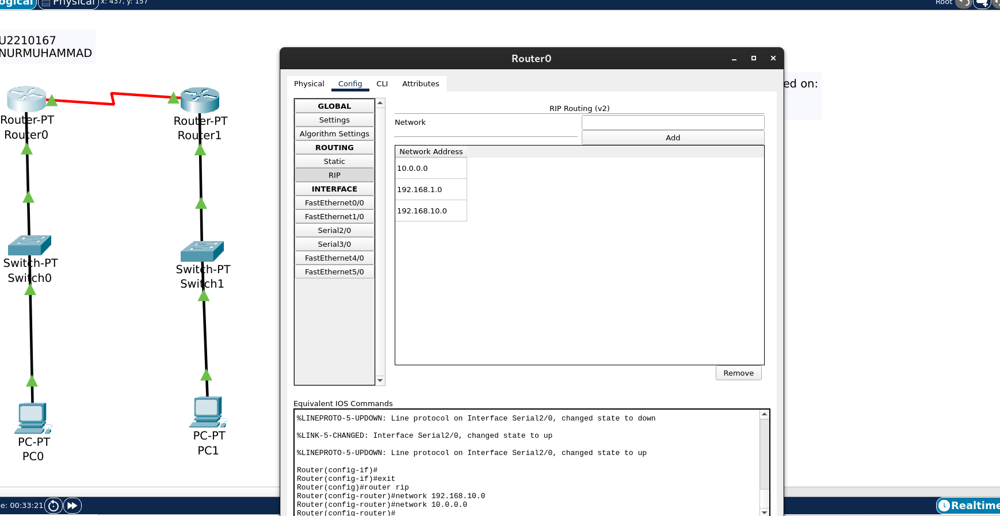 Physical
x: 437, y: 157
Root
U2210167
NURMUHAMMAD
Router-PT
Router0
Router-PT
Router1
Switch-PT
Switch0
Switch-PT
Switch1
PC-PT
PC0
PC-PT
PC1
ed on:
Router0
Physical
Config
CLI
Attributes
GLOBAL
Settings
Algorithm Settings
ROUTING
Static
RIP
INTERFACE
FastEthernet0/0
FastEthernet1/0
Serial2/0
Serial3/0
FastEthernet4/0
FastEthernet5/0
RIP Routing (v2)
Network
Add
Network Address
10.0.0.0
192.168.1.0
192.168.10.0
Remove
Equivalent IOS Commands
%LINEPROTO-5-UPDOWN: Line protocol on Interface Serial2/0, changed state to down
%LINK-5-CHANGED: Interface Serial2/0, changed state to up
%LINEPROTO-5-UPDOWN: Line protocol on Interface Serial2/0, changed state to up
Router(config-if)#
Router(config-if)#exit
Router(config)#router rip
Router(config-router)#network 192.168.10.0
Router(config-router)#network 10.0.0.0
Router(config-router)#
e: 00:33:21
Realtime